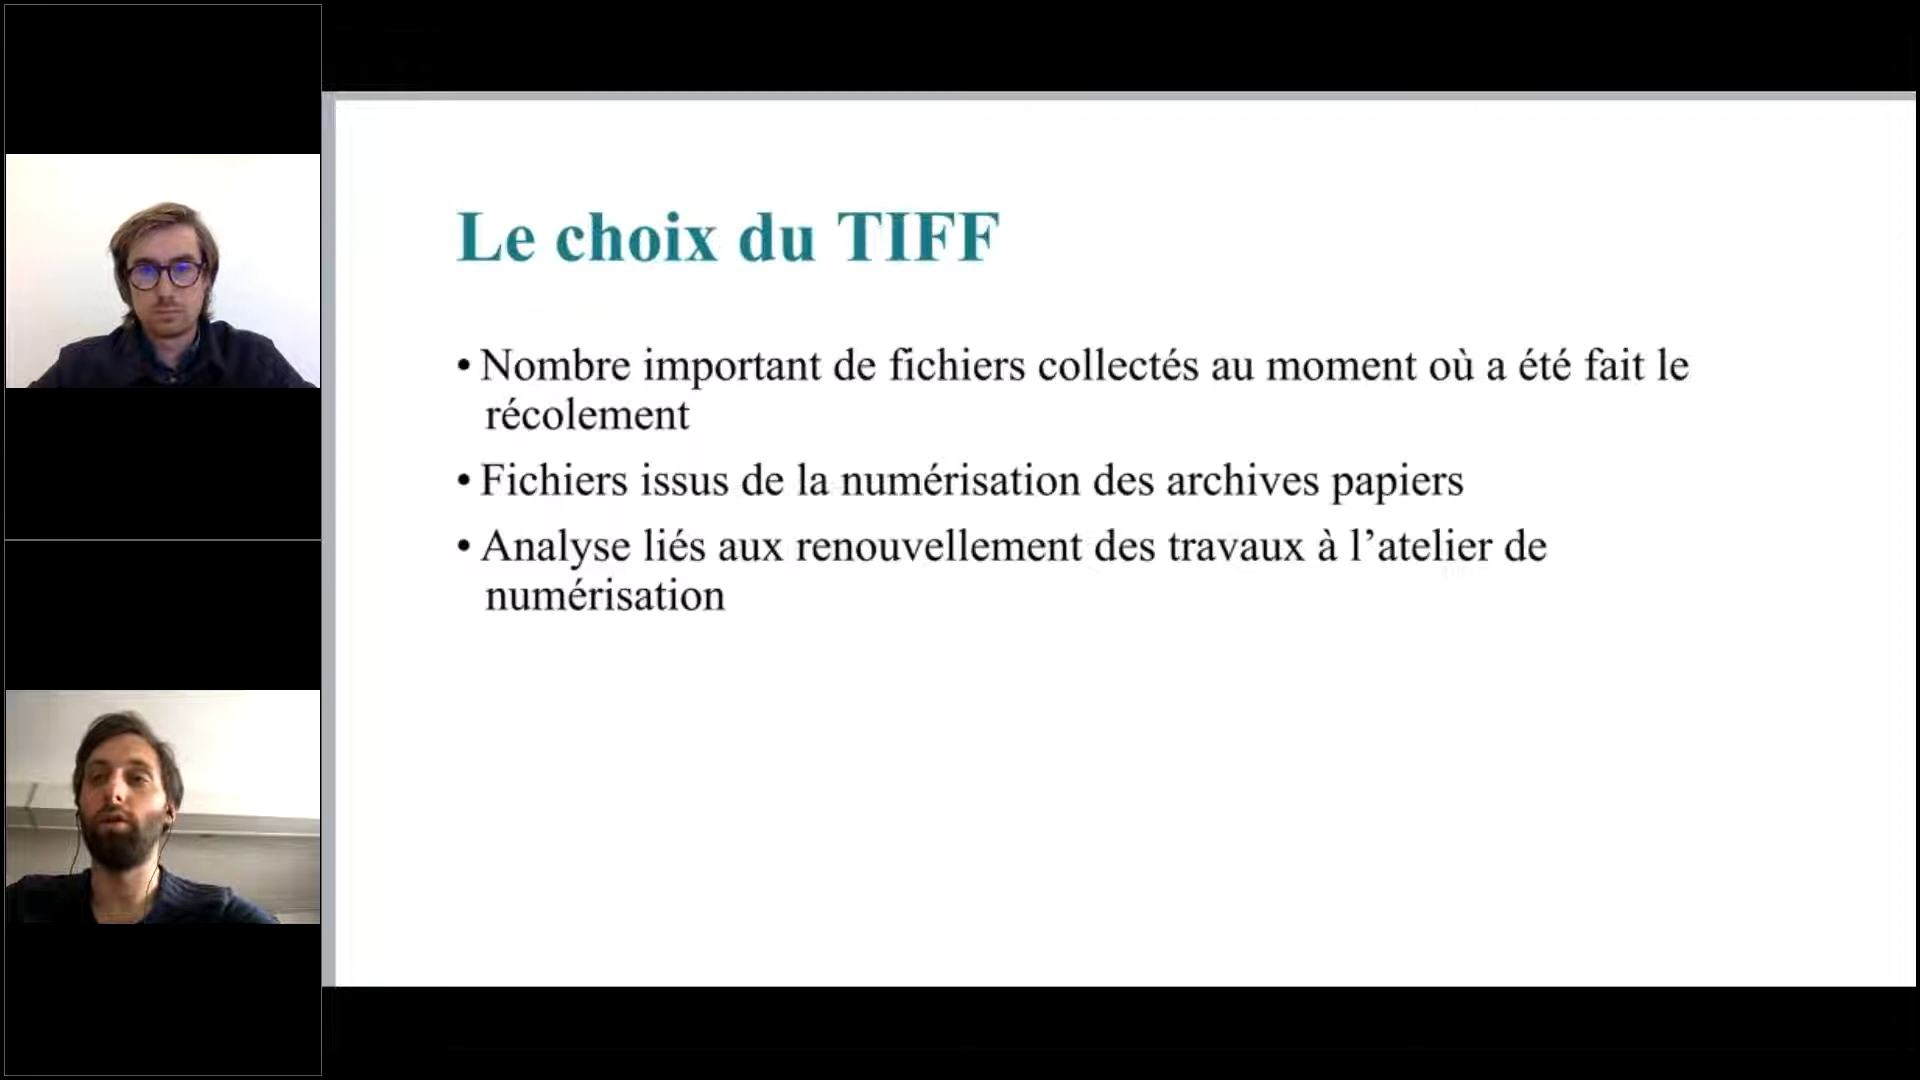 Le choix du TIFF
• Nombre important de fichiers collectés au moment où a été fait le
récolement
• Fichiers issus de la numérisation des archives papiers
• Analyse liés aux renouvellement des travaux à l’atelier de
numérisation